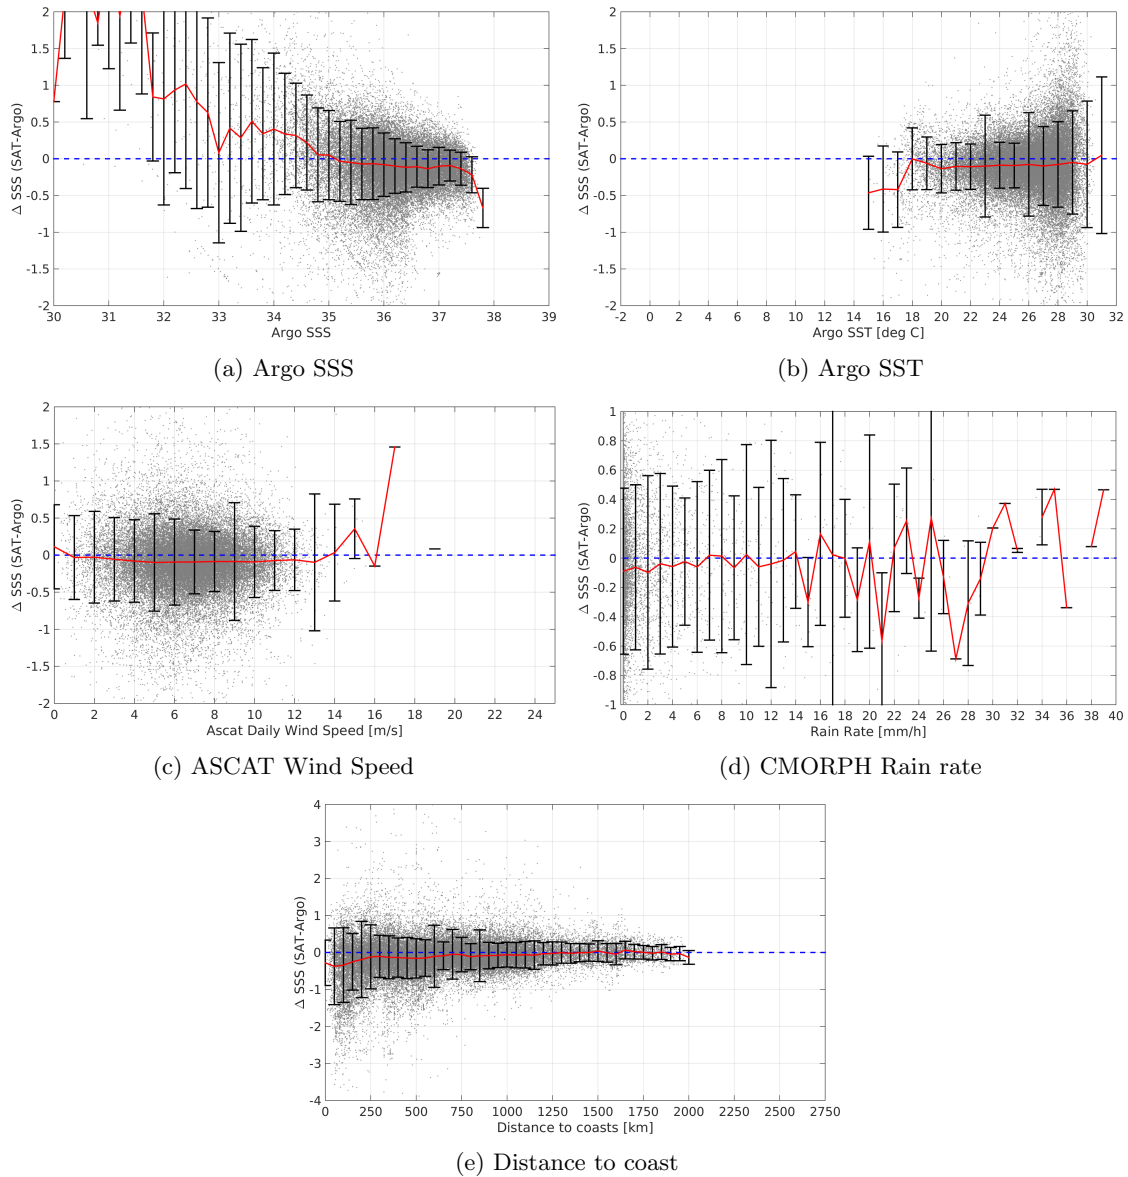 2
1.5
1
0.5
0
-0.5
-1
-1.5
-2
Δ SSS (SAT-Argo)
30 31 32 33 34 35 36 37 38 39
Argo SSS
(a) Argo SSS
2
1.5
1
0.5
0
-0.5
-1
-1.5
-2
Δ SSS (SAT-Argo)
-2 0 2 4 6 8 10 12 14 16 18 20 22 24 26 28 30 32
Argo SST [deg C]
(b) Argo SST
2
1.5
1
0.5
0
-0.5
-1
-1.5
-2
Δ SSS (SAT-Argo)
0 2 4 6 8 10 12 14 16 18 20 22 24
Ascat Daily Wind Speed [m/s]
(c) ASCAT Wind Speed
1
0.8
0.6
0.4
0.2
0
-0.2
-0.4
-0.6
-0.8
-1
Δ SSS (SAT-Argo)
0 2 4 6 8 10 12 14 16 18 20 22 24 26 28 30 32 34 36 38 40
Rain Rate [mm/h]
(d) CMORPH Rain rate
4
3
2
1
0
-1
-2
-3
-4
Δ SSS (SAT-Argo)
0 250 500 750 1000 1250 1500 1750 2000 2250 2500 2750
Distance to coasts [km]
(e) Distance to coast